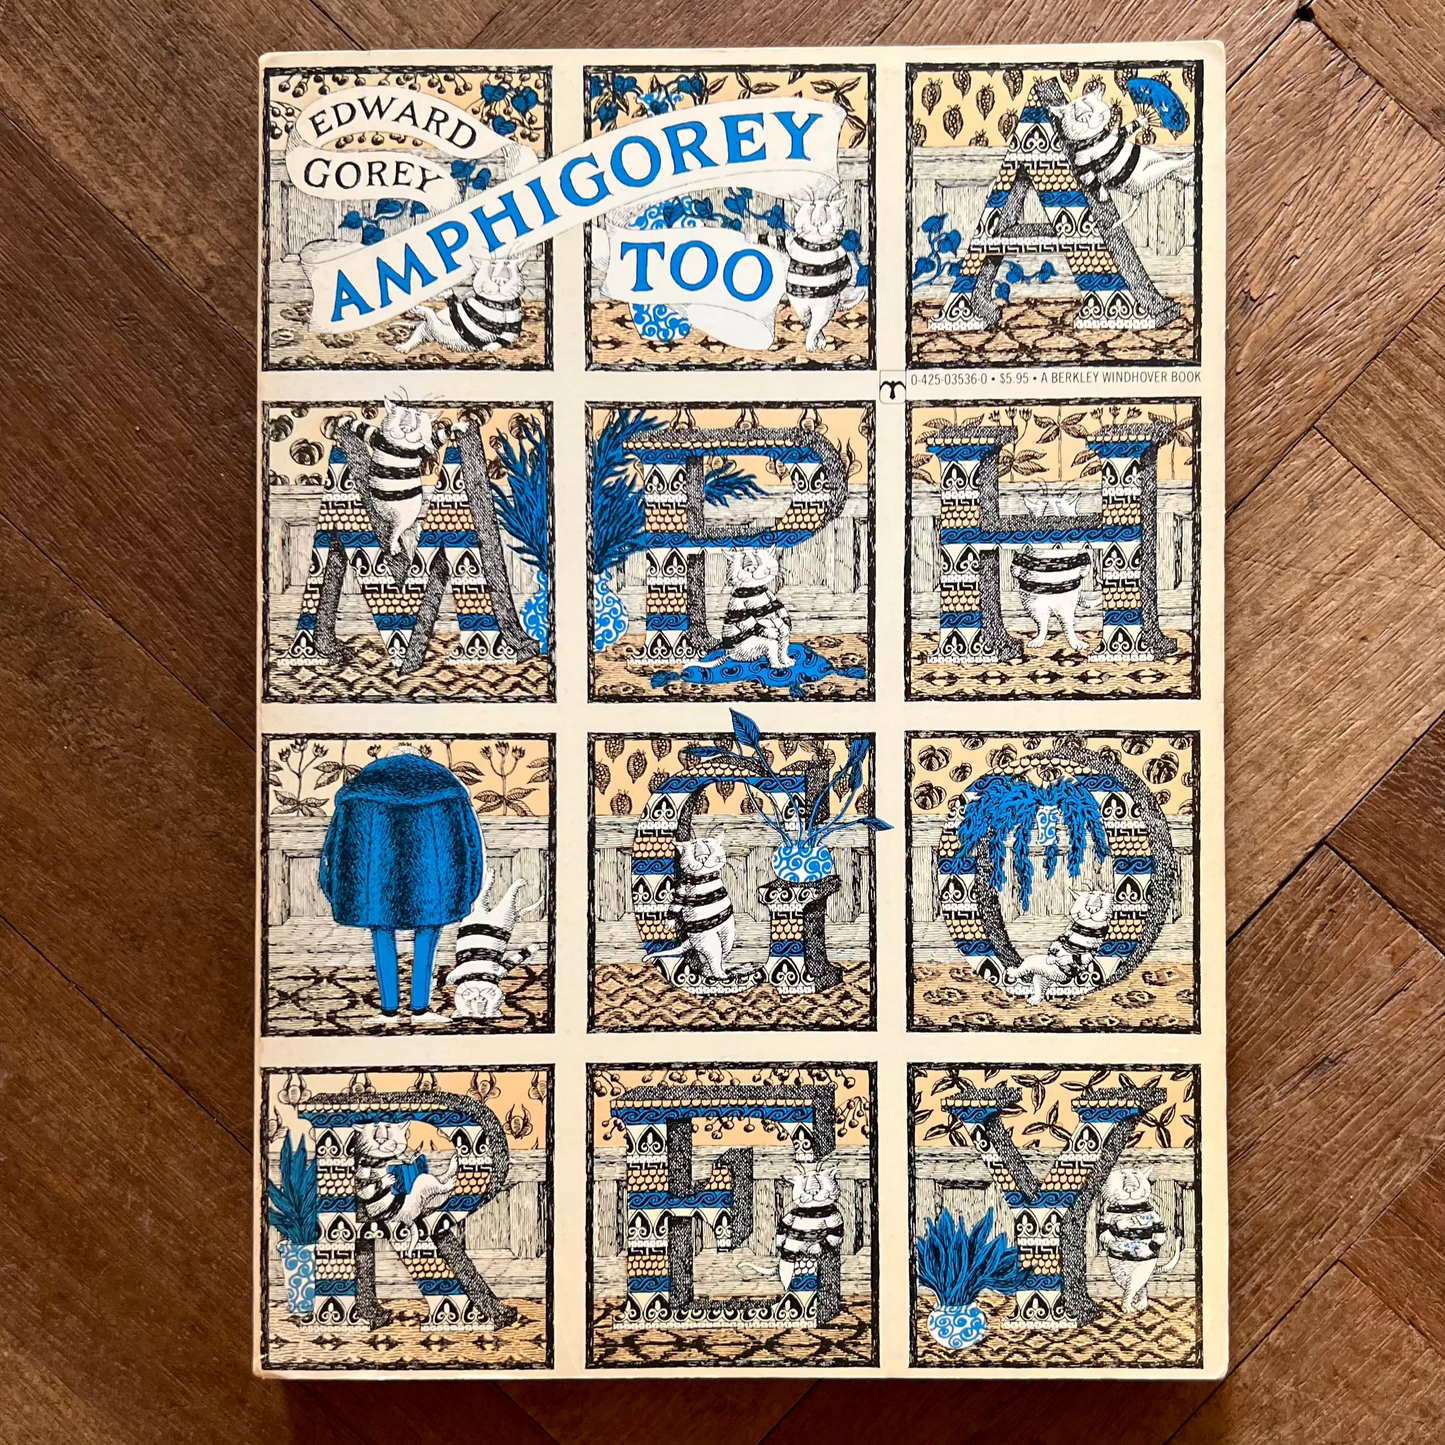 EDWARD
GOREY
AMPHIGOREY
TOO
A
0-425-03536-0 • $5.95 • A BERKLEY WINDHOVER BOOK
M P H
G O
R E Y